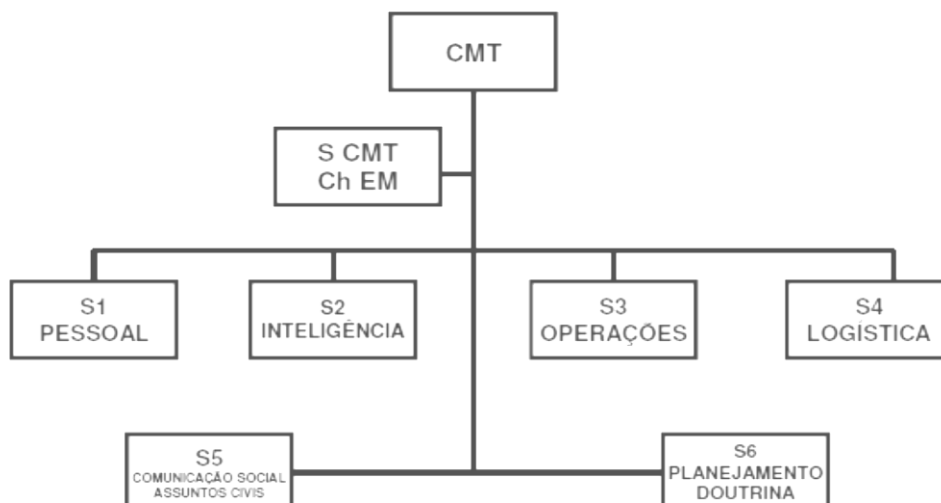 CMT
S CMT
Ch EM
S1
PESSOAL
S2
INTELIGÊNCIA
S3
OPERAÇÕES
S4
LOGÍSTICA
S5
COMUNICAÇÃO SOCIAL
ASSUNTOS CIVIS
S6
PLANEJAMENTO
DOUTRINA